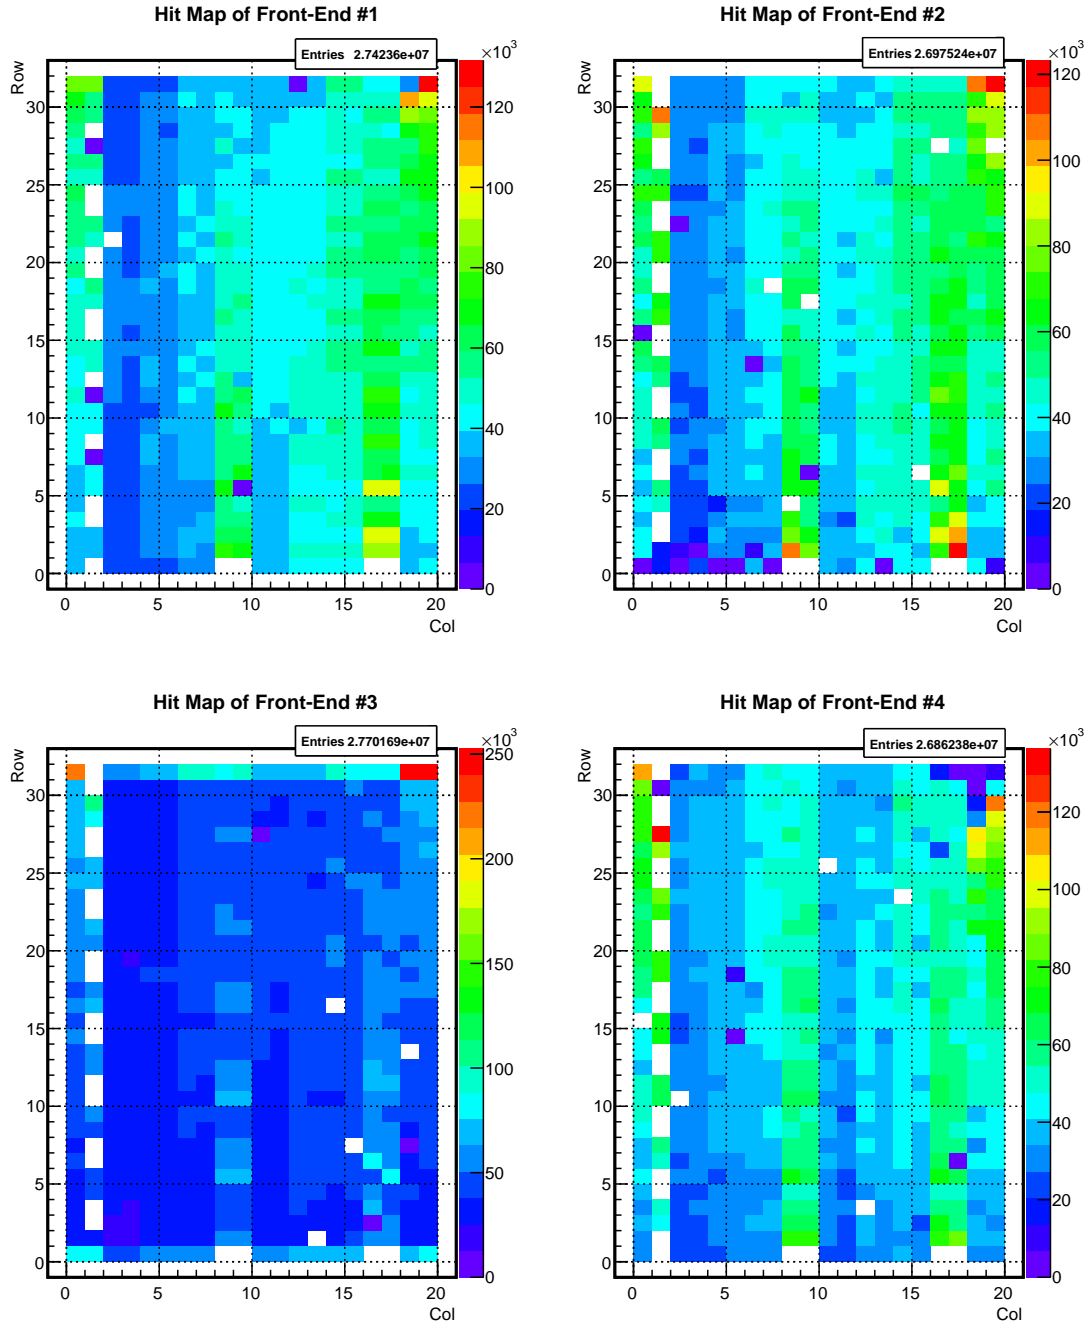 Hit Map of Front-End #1
Entries 2.74236e+07
×10³
Row
30
25
20
15
10
5
0
120
100
80
60
40
20
0
0 5 10 15 20
Col
Hit Map of Front-End #2
Entries 2.697524e+07
×10³
Row
30
25
20
15
10
5
0
120
100
80
60
40
20
0
0 5 10 15 20
Col
Hit Map of Front-End #3
Entries 2.770169e+07
×10³
Row
30
25
20
15
10
5
0
250
200
150
100
50
0
0 5 10 15 20
Col
Hit Map of Front-End #4
Entries 2.686238e+07
×10³
Row
30
25
20
15
10
5
0
120
100
80
60
40
20
0
0 5 10 15 20
Col